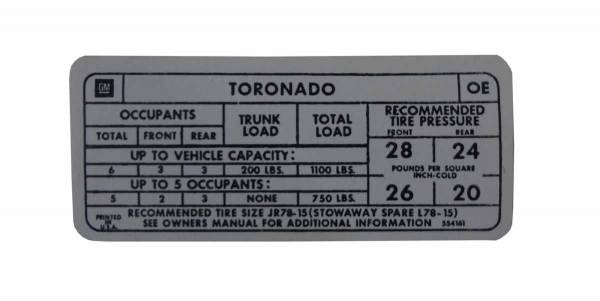 GM TORONADO OE
OCCUPANTS TRUNK LOAD TOTAL LOAD RECOMMENDED TIRE PRESSURE
TOTAL FRONT REAR FRONT REAR
UP TO VEHICLE CAPACITY: 28 24
6 3 3 200 LBS. 1100 LBS. POUNDS PER SQUARE INCH-COLD
UP TO 5 OCCUPANTS: 26 20
5 2 3 NONE 750 LBS.
PRINTED IN U.S.A. RECOMMENDED TIRE SIZE JR78-15(STOWAWAY SPARE L78-15)
SEE OWNERS MANUAL FOR ADDITIONAL INFORMATION 554161